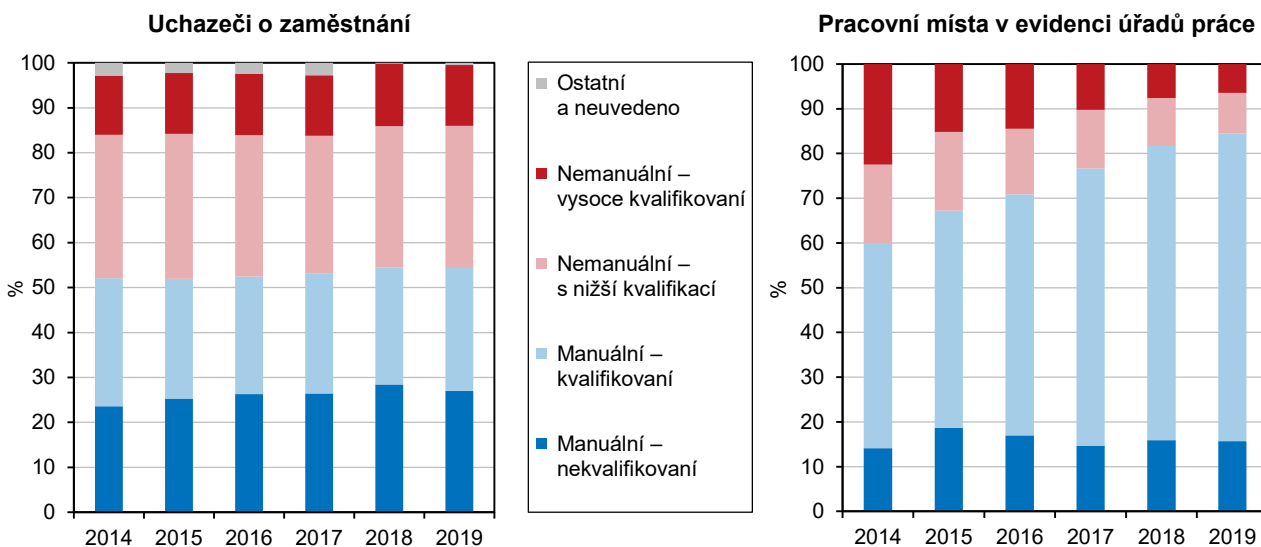 Uchazeči o zaměstnání
100
90
80
70
60
50
40
30
20
10
0
%
2014 2015 2016 2017 2018 2019
Ostatní
a neuvedeno
Nemanuální –
vysoce kvalifikovaní
Nemanuální –
s nižší kvalifikací
Manuální –
kvalifikovaní
Manuální –
nekvalifikovaní
Pracovní místa v evidenci úřadů práce
100
90
80
70
60
50
40
30
20
10
0
%
2014 2015 2016 2017 2018 2019